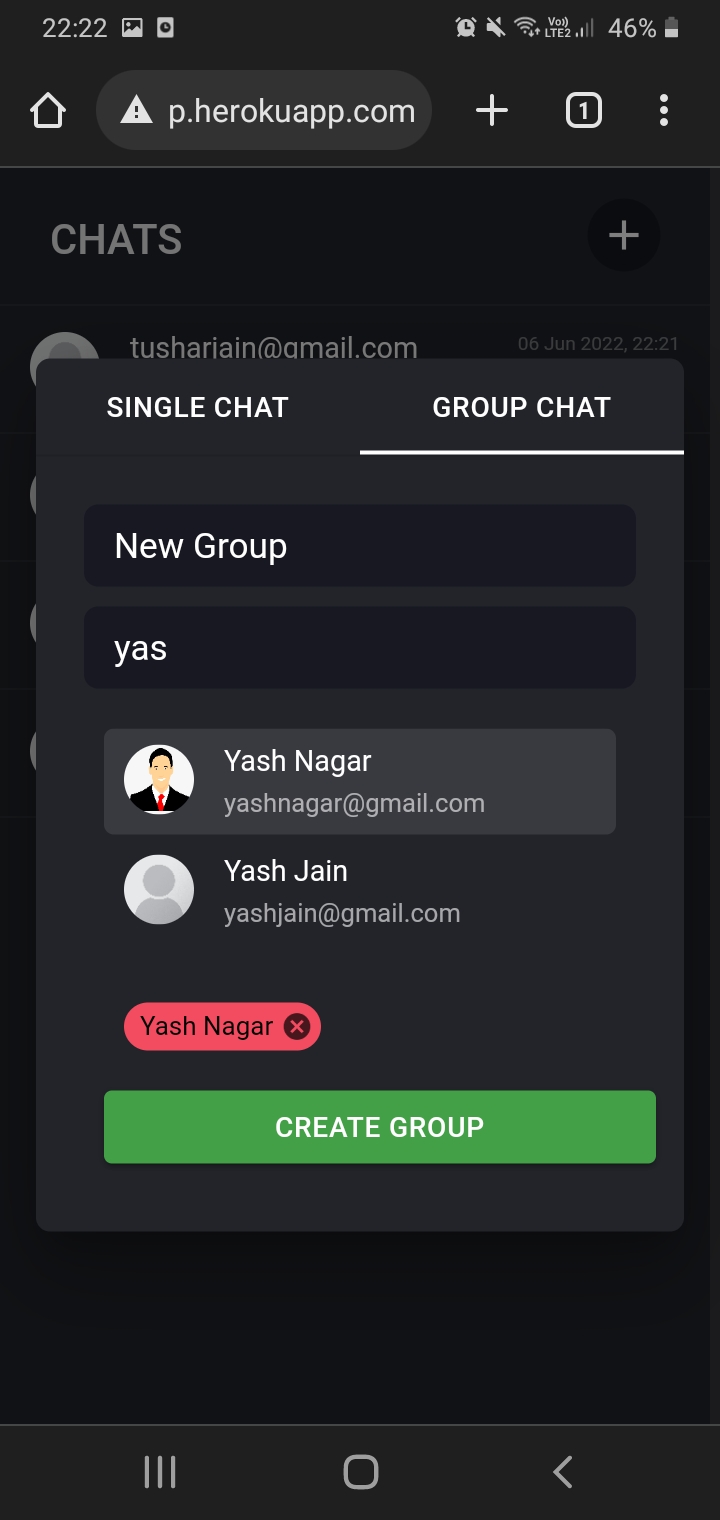 22:22 Vo)) LTE2 46%
p.herokuapp.com 1
CHATS
tusharjain@gmail.com 06 Jun 2022, 22:21
SINGLE CHAT GROUP CHAT
New Group
yas
Yash Nagar
yashnagar@gmail.com
Yash Jain
yashjain@gmail.com
Yash Nagar
CREATE GROUP